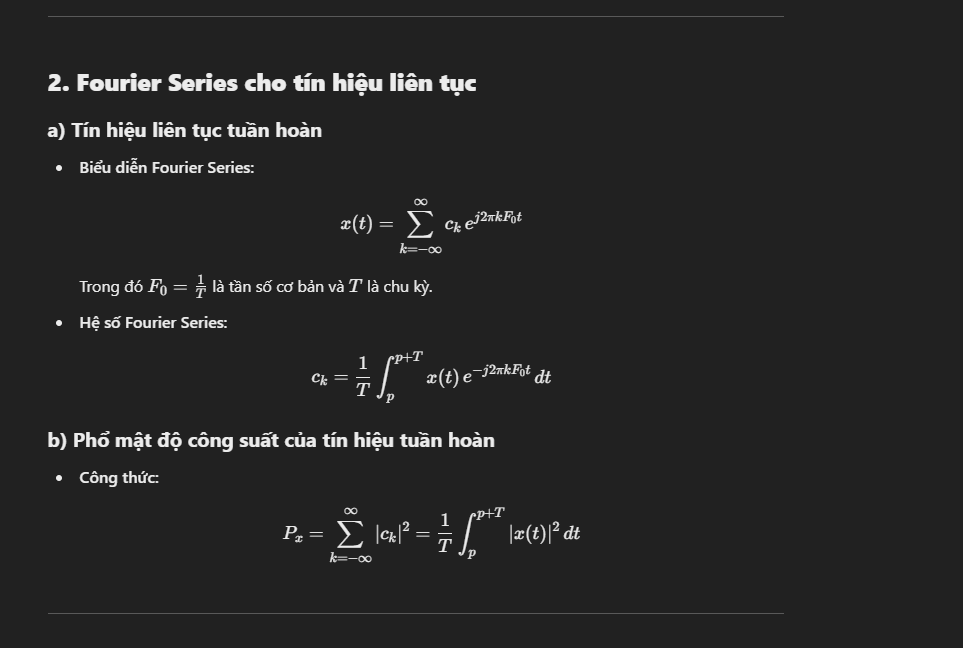 2. Fourier Series cho tín hiệu liên tục
a) Tín hiệu liên tục tuần hoàn
• Biểu diễn Fourier Series:
x(t) = ∑_{k=−∞}^{∞} c_k e^{j2πkF_0t}
Trong đó F_0 = 1/T là tần số cơ bản và T là chu kỳ.
• Hệ số Fourier Series:
c_k = 1/T ∫_p^{p+T} x(t) e^{−j2πkF_0t} dt
b) Phổ mật độ công suất của tín hiệu tuần hoàn
• Công thức:
P_x = ∑_{k=−∞}^{∞} |c_k|^2 = 1/T ∫_p^{p+T} |x(t)|^2 dt